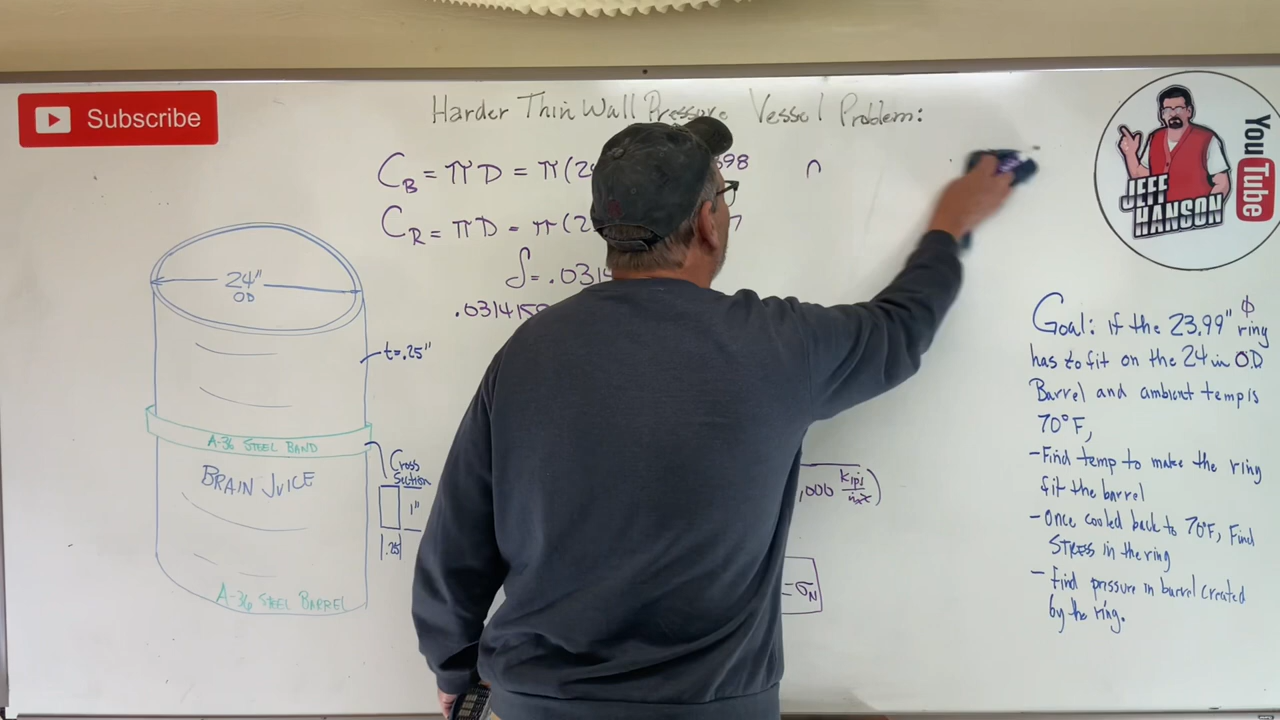 Subscribe
Harder Thin Wall Pressure Vessel Problem:
C_B = πD = π(2 398
C_R = πD = π(2 7
δ = .0314
.031415
24"
OD
t=.25"
A-36 STEEL BAND
BRAIN JUICE
Cross
Section
1"
.25
A-36 STEEL BARREL
,000 kips/in²)
= σ_N
JEFF
HANSON
YouTube
Goal: if the 23.99" φ ring
has to fit on the 24 in O.D
Barrel and ambient temp is
70°F,
- Find temp to make the ring
fit the barrel
- Once cooled back to 70°F, Find
STRESS in the ring
- Find pressure in barrel created
by the ring.